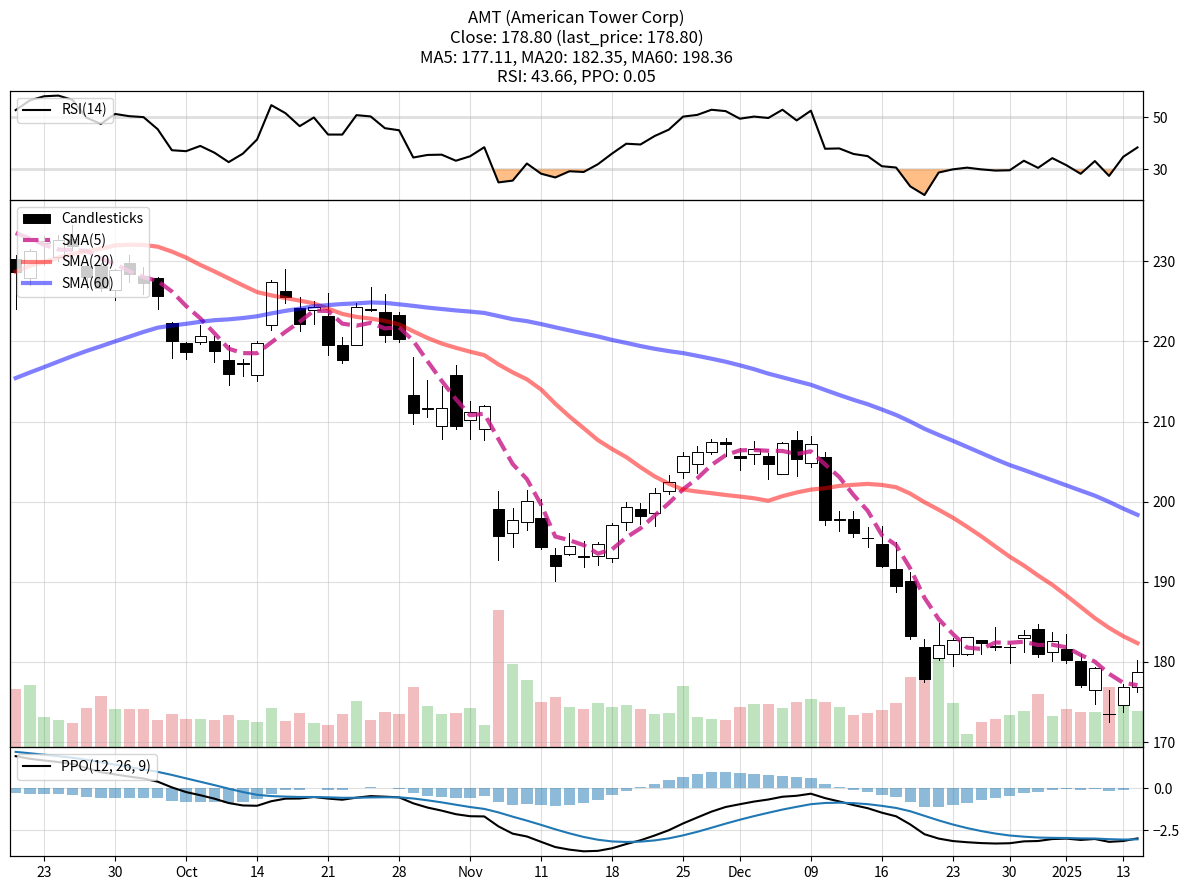 AMT (American Tower Corp)
Close: 178.80 (last_price: 178.80)
MA5: 177.11, MA20: 182.35, MA60: 198.36
RSI: 43.66, PPO: 0.05
RSI(14)
50
30
Candlesticks
SMA(5)
SMA(20)
SMA(60)
230
220
210
200
190
180
170
PPO(12, 26, 9)
0.0
−2.5
23 30 Oct 14 21 28 Nov 11 18 25 Dec 09 16 23 30 2025 13